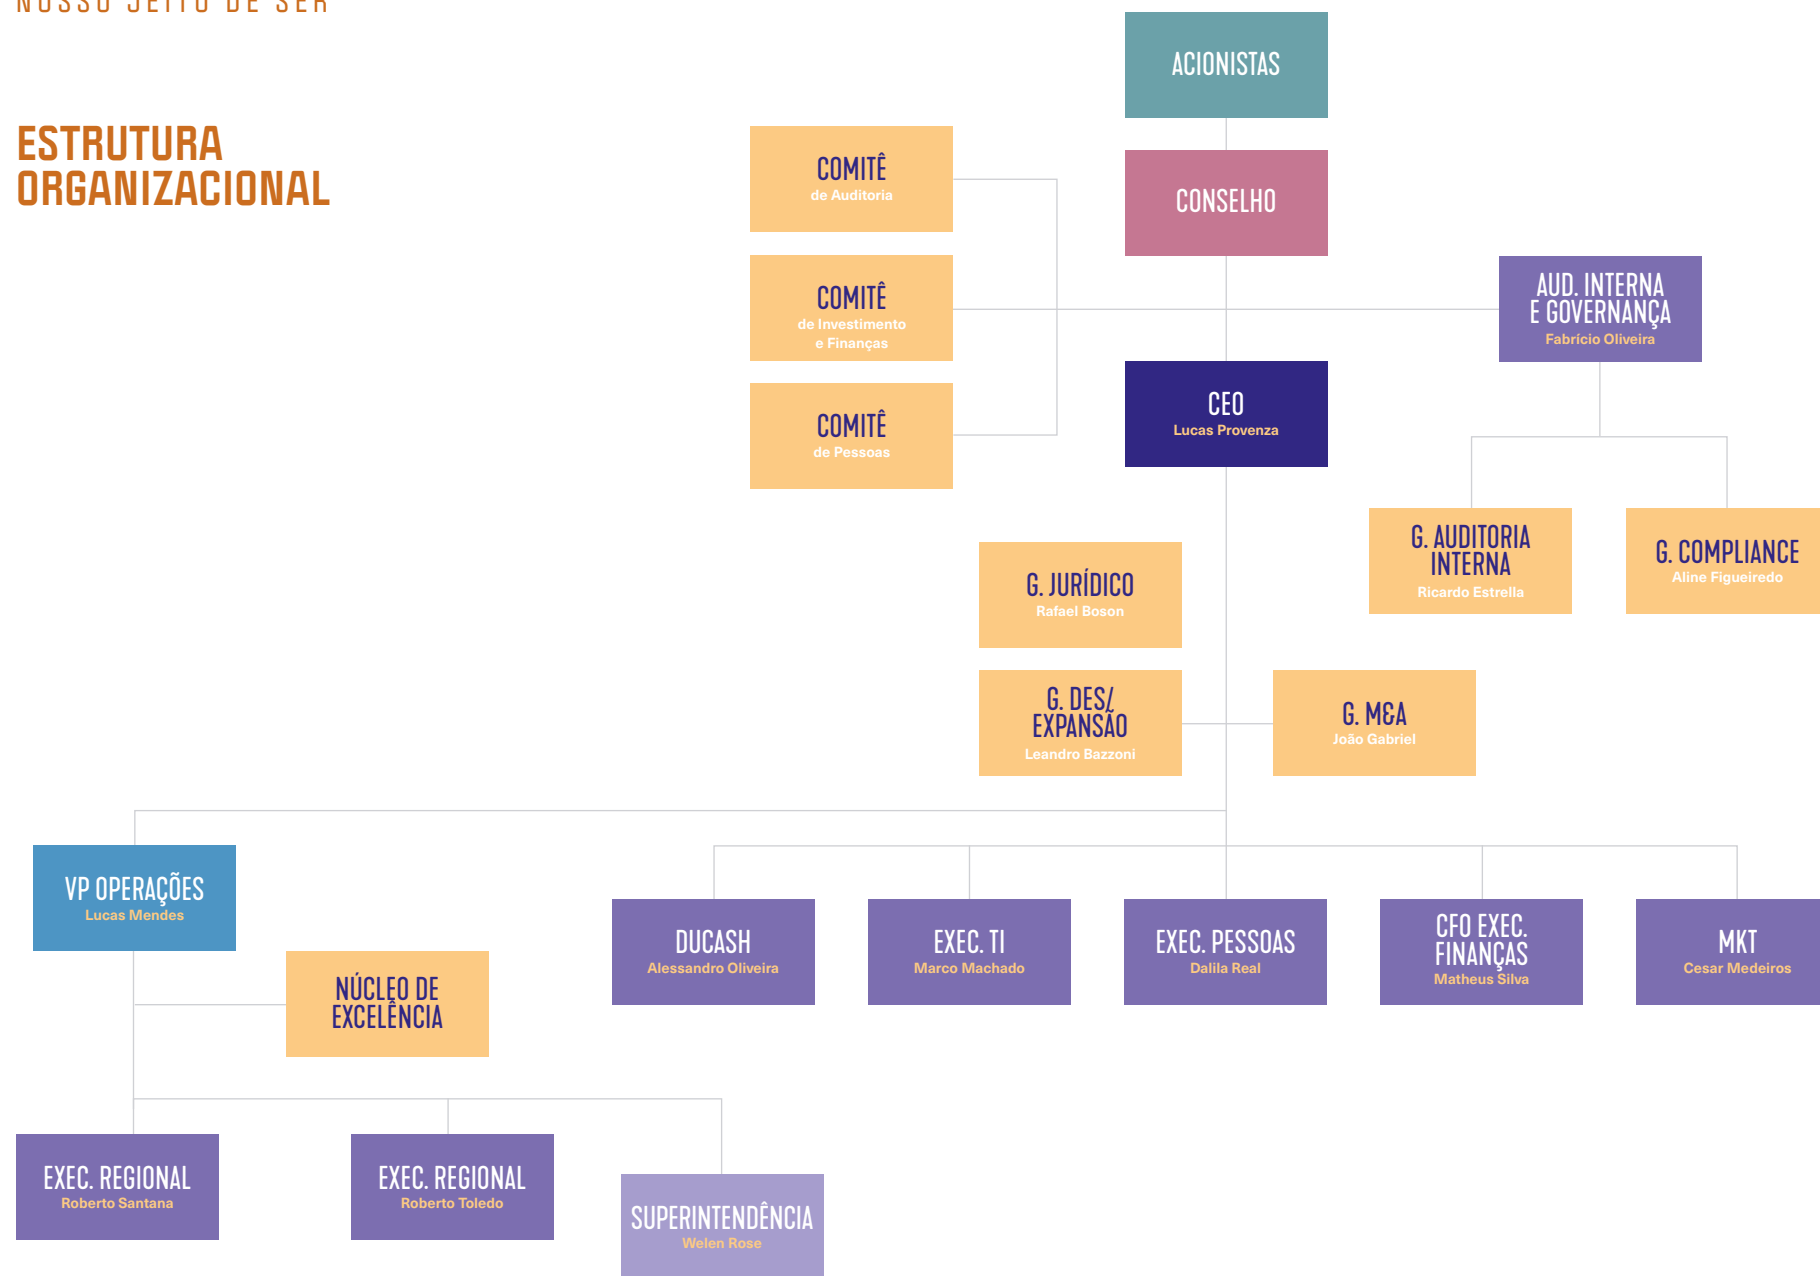 NOSSO JEITO DE SER
ESTRUTURA
ORGANIZACIONAL
ACIONISTAS
CONSELHO
COMITÊ
de Auditoria
COMITÊ
de Investimento
e Finanças
COMITÊ
de Pessoas
AUD. INTERNA
E GOVERNANÇA
Fabrício Oliveira
CEO
Lucas Provenza
G. AUDITORIA
INTERNA
Ricardo Estrella
G. COMPLIANCE
Aline Figueiredo
G. JURÍDICO
Rafael Boson
G. DES/
EXPANSÃO
Leandro Bazzoni
G. M&A
João Gabriel
VP OPERAÇÕES
Lucas Mendes
NÚCLEO DE
EXCELÊNCIA
DUCASH
Alessandro Oliveira
EXEC. TI
Marco Machado
EXEC. PESSOAS
Dalila Real
CFO EXEC.
FINANÇAS
Matheus Silva
MKT
Cesar Medeiros
EXEC. REGIONAL
Roberto Santana
EXEC. REGIONAL
Roberto Toledo
SUPERINTENDÊNCIA
Welen Rose